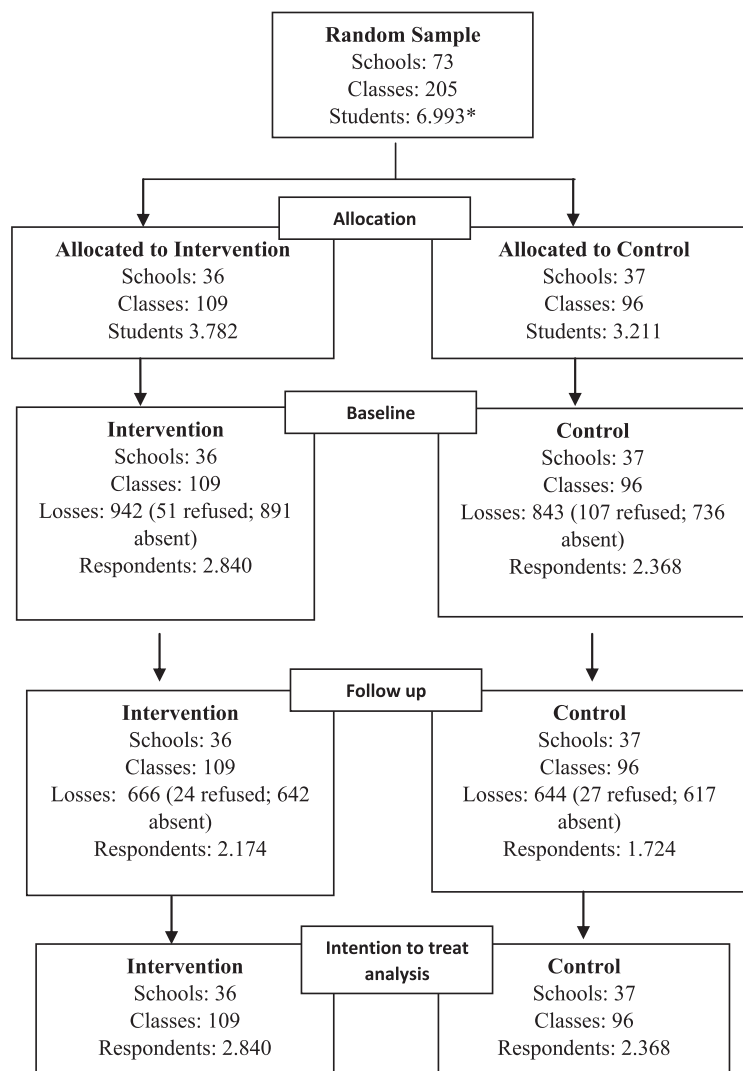 Random Sample
Schools: 73
Classes: 205
Students: 6.993*
Allocation
Allocated to Intervention
Schools: 36
Classes: 109
Students 3.782
Allocated to Control
Schools: 37
Classes: 96
Students: 3.211
Baseline
Intervention
Schools: 36
Classes: 109
Losses: 942 (51 refused; 891
absent)
Respondents: 2.840
Control
Schools: 37
Classes: 96
Losses: 843 (107 refused; 736
absent)
Respondents: 2.368
Follow up
Intervention
Schools: 36
Classes: 109
Losses: 666 (24 refused; 642
absent)
Respondents: 2.174
Control
Schools: 37
Classes: 96
Losses: 644 (27 refused; 617
absent)
Respondents: 1.724
Intention to treat
analysis
Intervention
Schools: 36
Classes: 109
Respondents: 2.840
Control
Schools: 37
Classes: 96
Respondents: 2.368